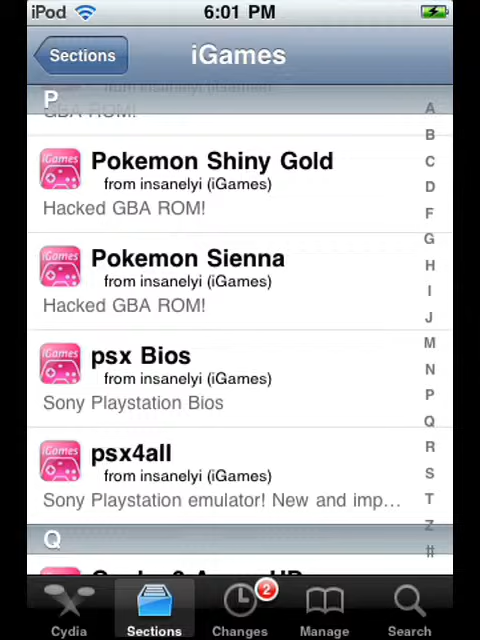 iPod 6:01 PM
Sections iGames
P
GBA ROM!
Pokemon Shiny Gold
from insanelyi (iGames)
Hacked GBA ROM!
Pokemon Sienna
from insanelyi (iGames)
Hacked GBA ROM!
psx Bios
from insanelyi (iGames)
Sony Playstation Bios
psx4all
from insanelyi (iGames)
Sony Playstation emulator! New and imp...
Q
A
B
C
D
F
G
H
I
J
M
N
P
Q
R
S
T
Z
#
2
Cydia Sections Changes Manage Search